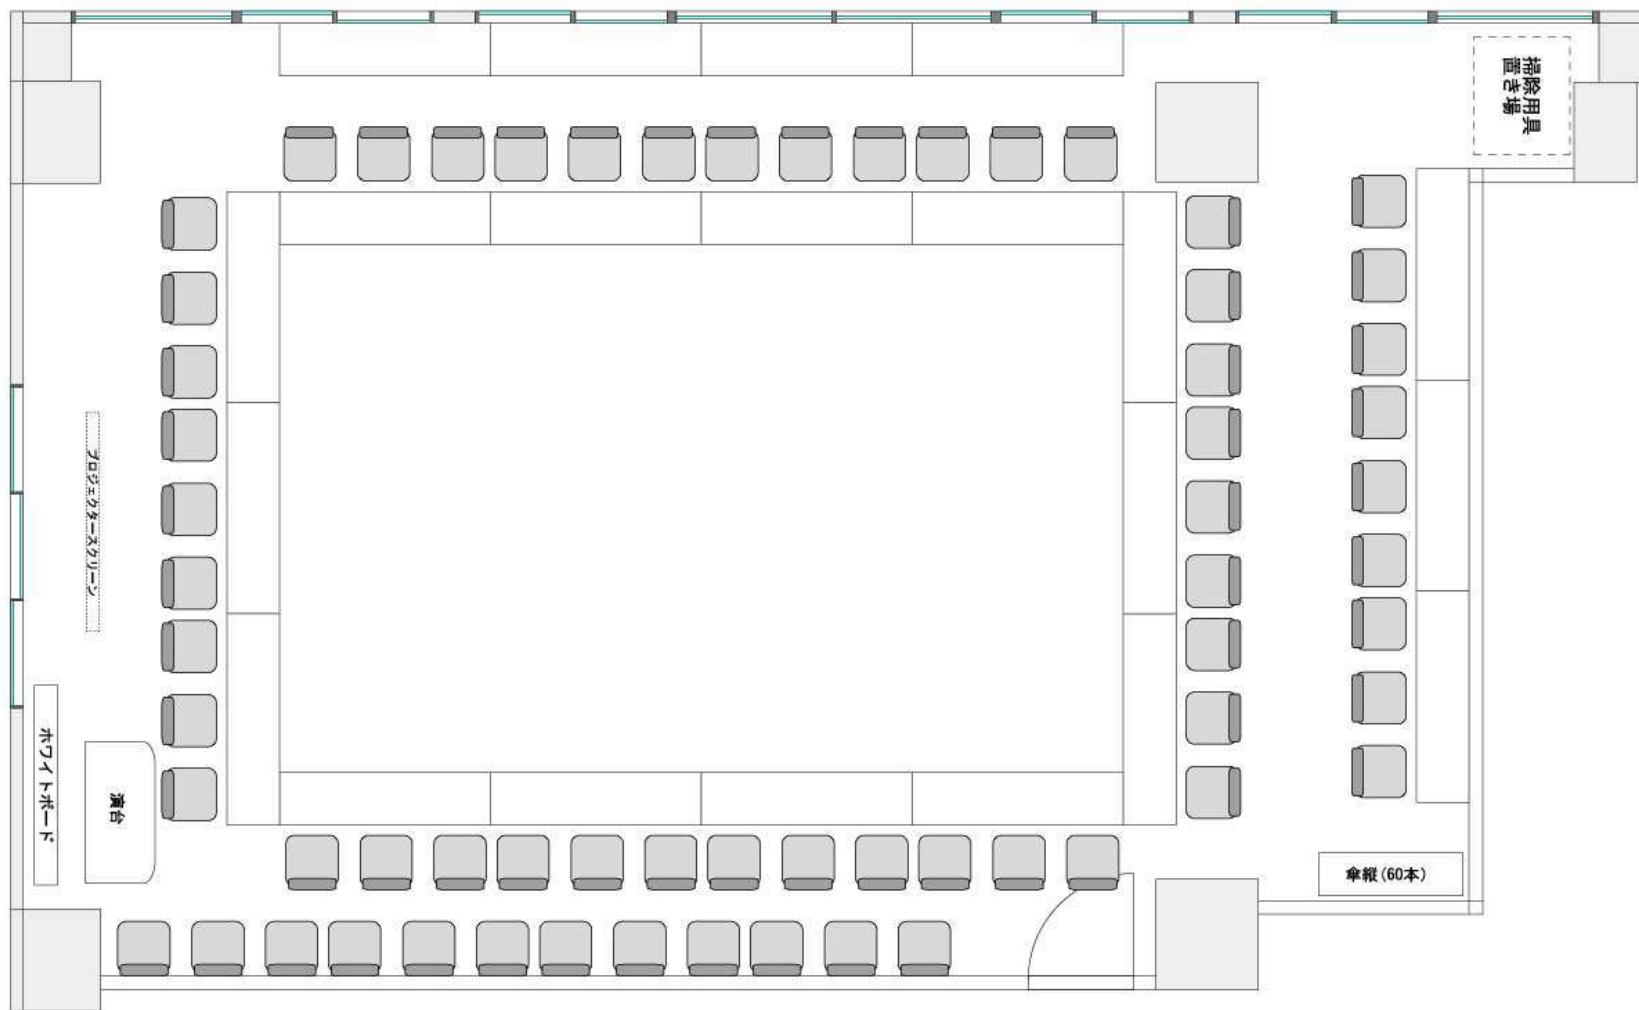 掃除用具
置き場
プロジェクタースクリーン
ホワイトボード
演台
傘縦(60本)